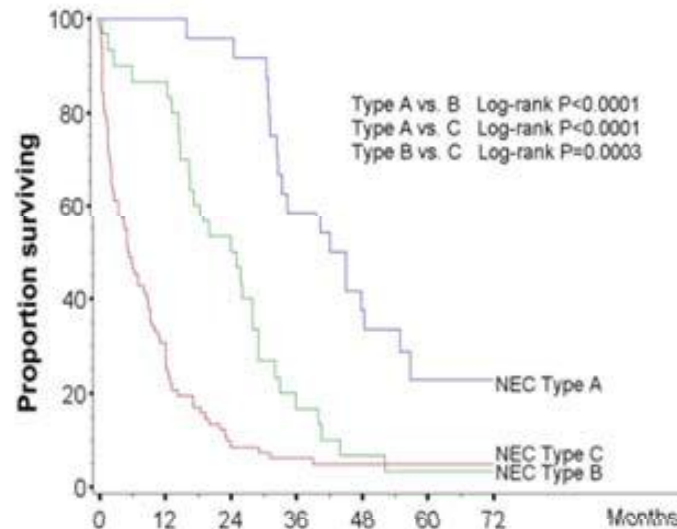 100
80
60
40
20
0
Proportion surviving
Type A vs. B Log-rank P<0.0001
Type A vs. C Log-rank P<0.0001
Type B vs. C Log-rank P=0.0003
NEC Type A
NEC Type C
NEC Type B
0 12 24 36 48 60 72 Months